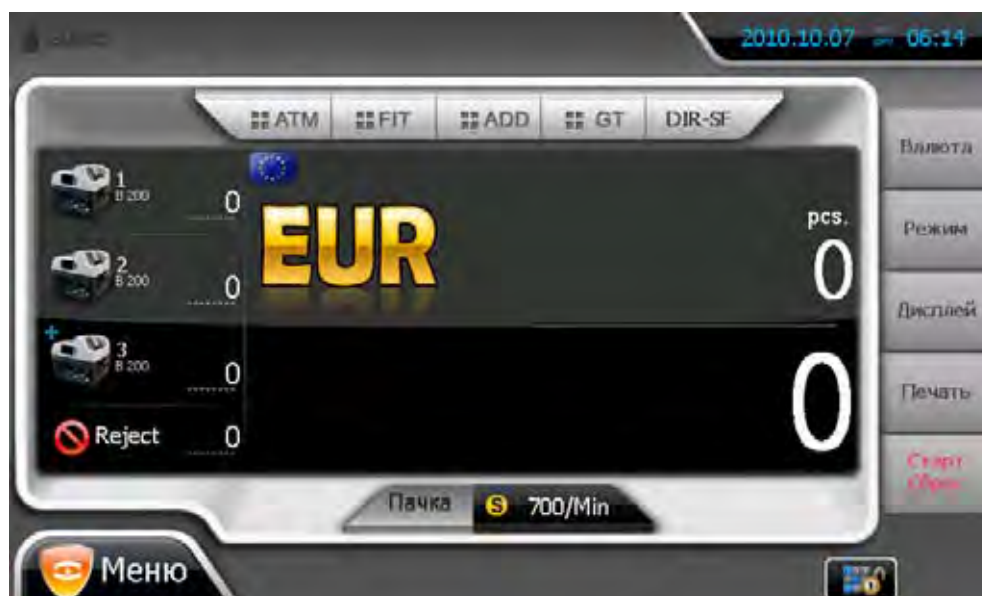 2010.10.07 06:14
ATM FIT ADD GT DIR-SF
Валюта
1
B 200 0
EUR
pcs.
0
Режим
2
B 200 0
Дисплей
3
B 200 0
0
Печать
Reject 0
Старт
Сброс
Пачка S 700/Min
Меню